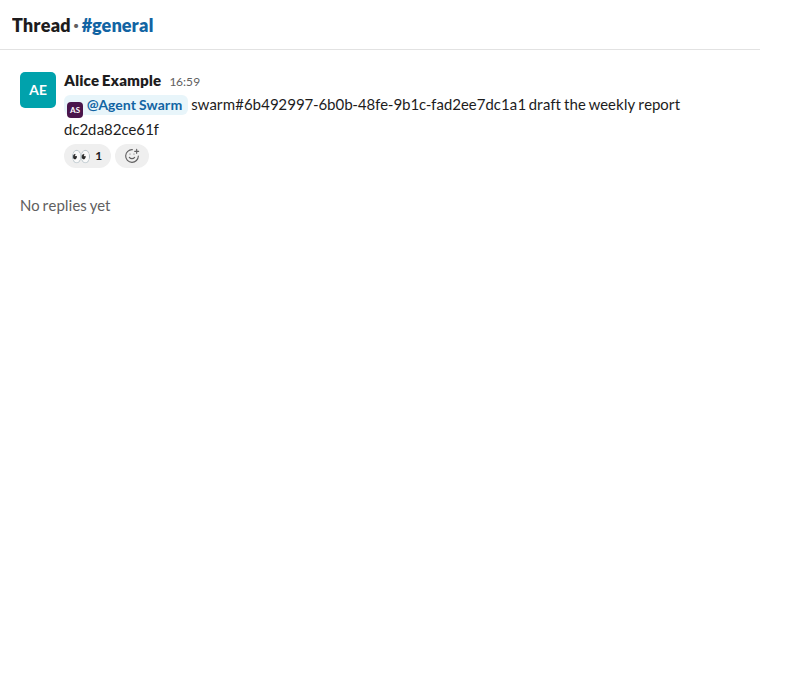 Thread • #general
AE
Alice Example 16:59
AS @Agent Swarm swarm#6b492997-6b0b-48fe-9b1c-fad2ee7dc1a1 draft the weekly report
dc2da82ce61f
1
No replies yet